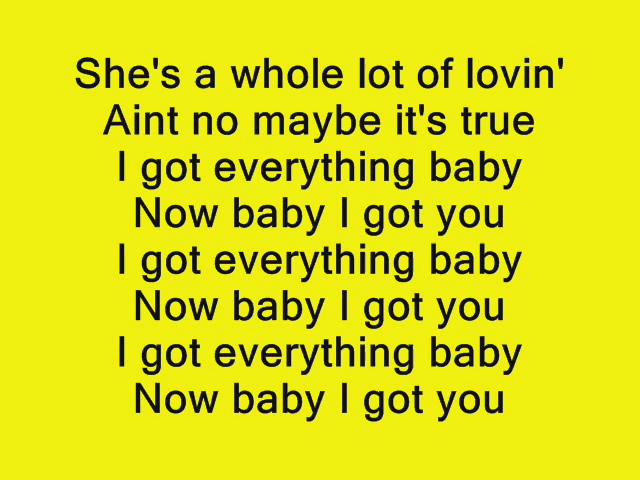 She's a whole lot of lovin'
Aint no maybe it's true
I got everything baby
Now baby I got you
I got everything baby
Now baby I got you
I got everything baby
Now baby I got you